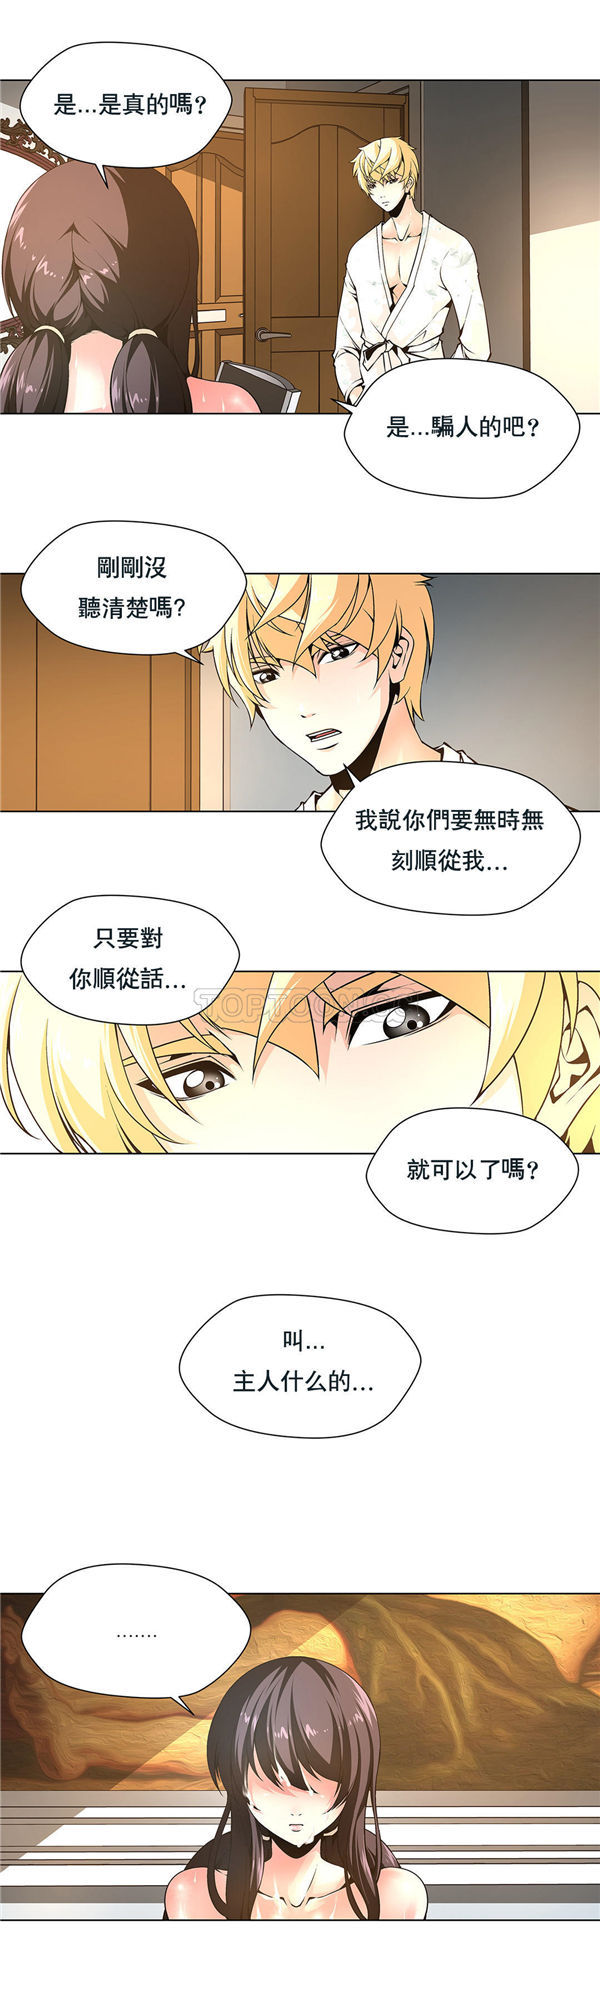 是...是真的嗎?
是...騙人的吧?
剛剛沒
聽清楚嗎?
我說你們要無時無
刻順從我...
只要對
你順從話...
TOPTOOM.CO
就可以了嗎?
叫...
主人什么的...
.......